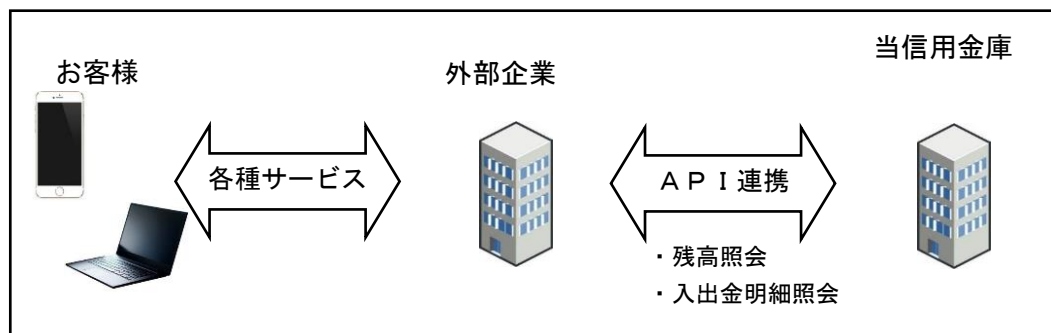 お客様
外部企業
当信用金庫
各種サービス
ＡＰＩ連携
・残高照会
・入出金明細照会